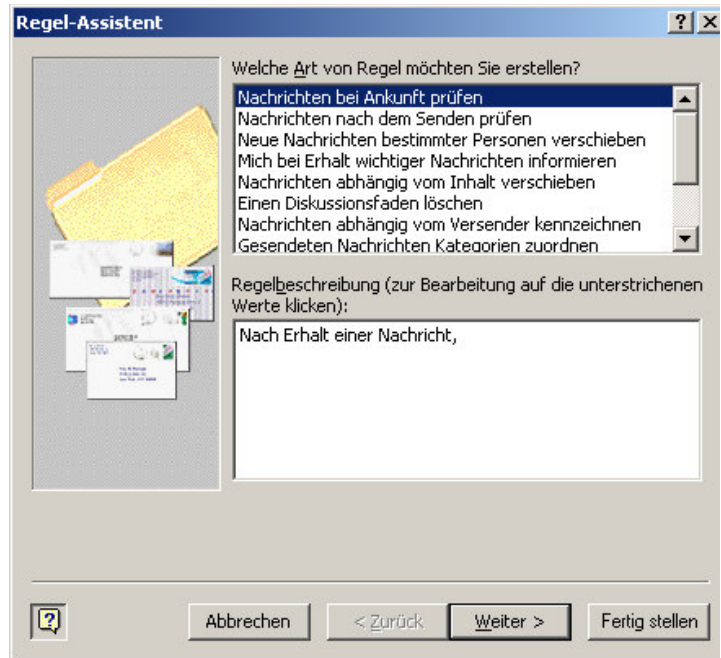 Regel-Assistent
Welche Art von Regel möchten Sie erstellen?
Nachrichten bei Ankunft prüfen
Nachrichten nach dem Senden prüfen
Neue Nachrichten bestimmter Personen verschieben
Mich bei Erhalt wichtiger Nachrichten informieren
Nachrichten abhängig vom Inhalt verschieben
Einen Diskussionsfaden löschen
Nachrichten abhängig vom Versender kennzeichnen
Gesendeten Nachrichten Kategorien zuordnen
Regelbeschreibung (zur Bearbeitung auf die unterstrichenen
Werte klicken):
Nach Erhalt einer Nachricht,
Abbrechen
< Zurück
Weiter >
Fertig stellen